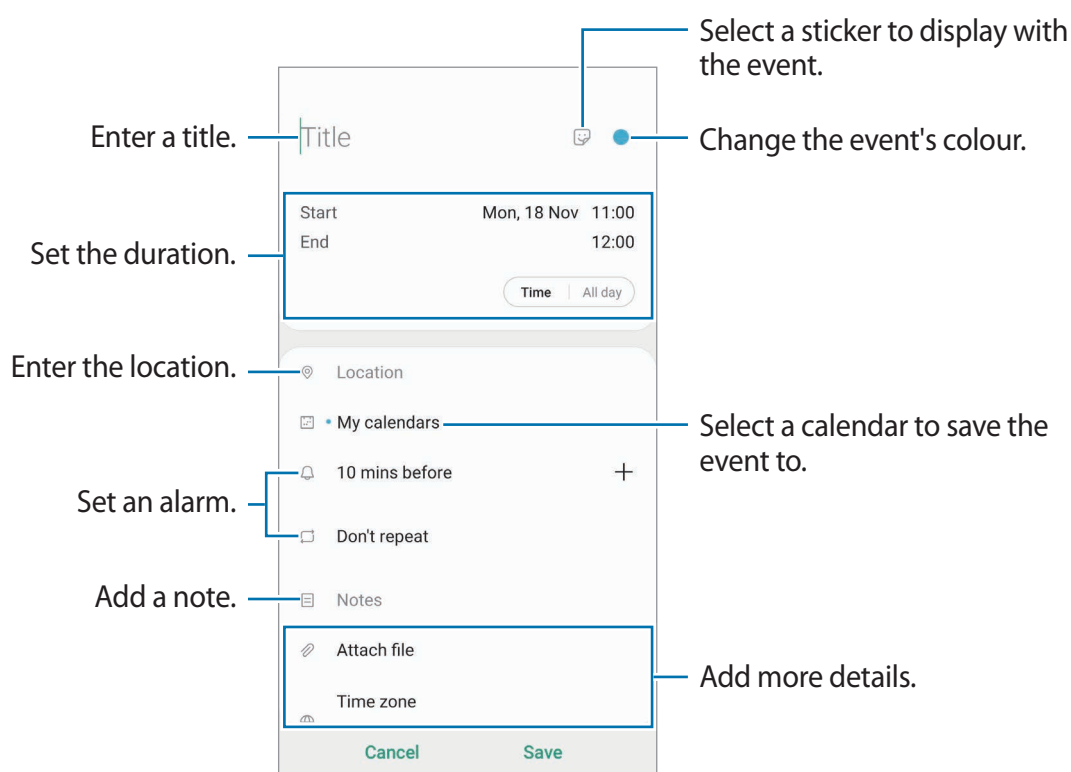 Select a sticker to display with
the event.
Enter a title.
Title
Change the event's colour.
Start Mon, 18 Nov 11:00
End 12:00
Set the duration.
Time All day
Enter the location.
Location
My calendars
Select a calendar to save the
event to.
10 mins before
Set an alarm.
Don't repeat
Add a note.
Notes
Attach file
Add more details.
Time zone
Cancel Save